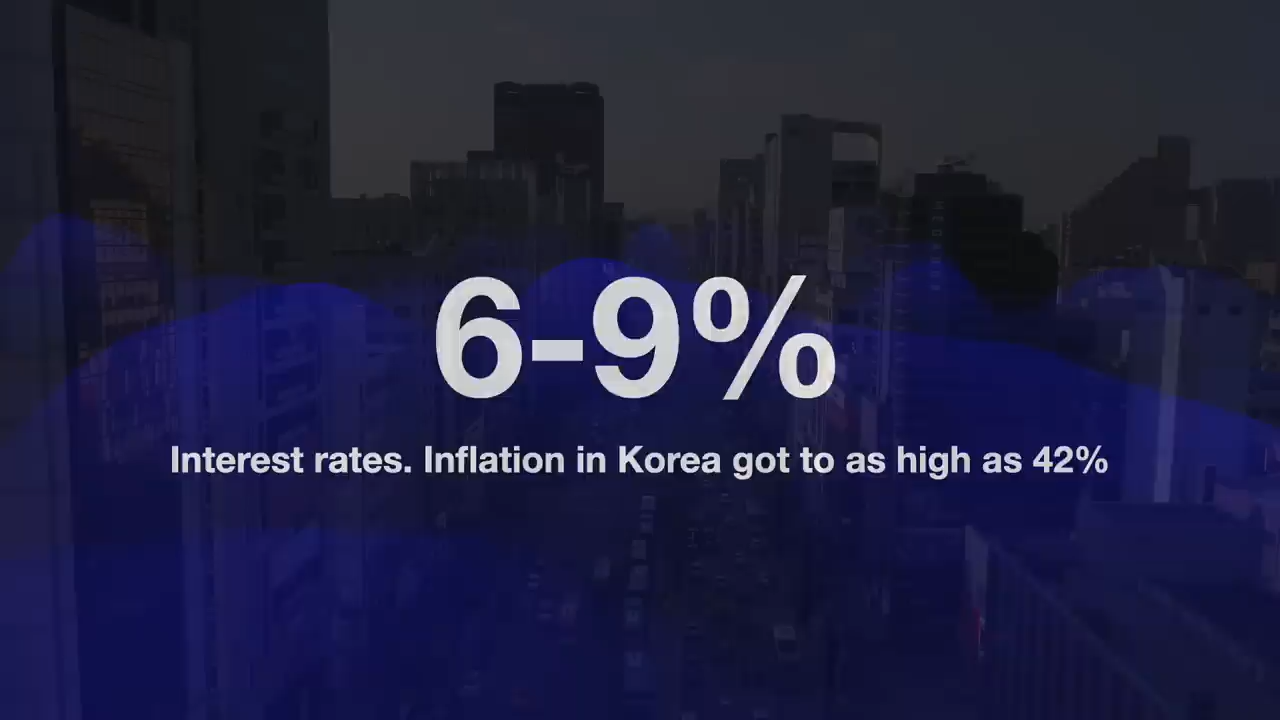 6-9%
Interest rates. Inflation in Korea got to as high as 42%